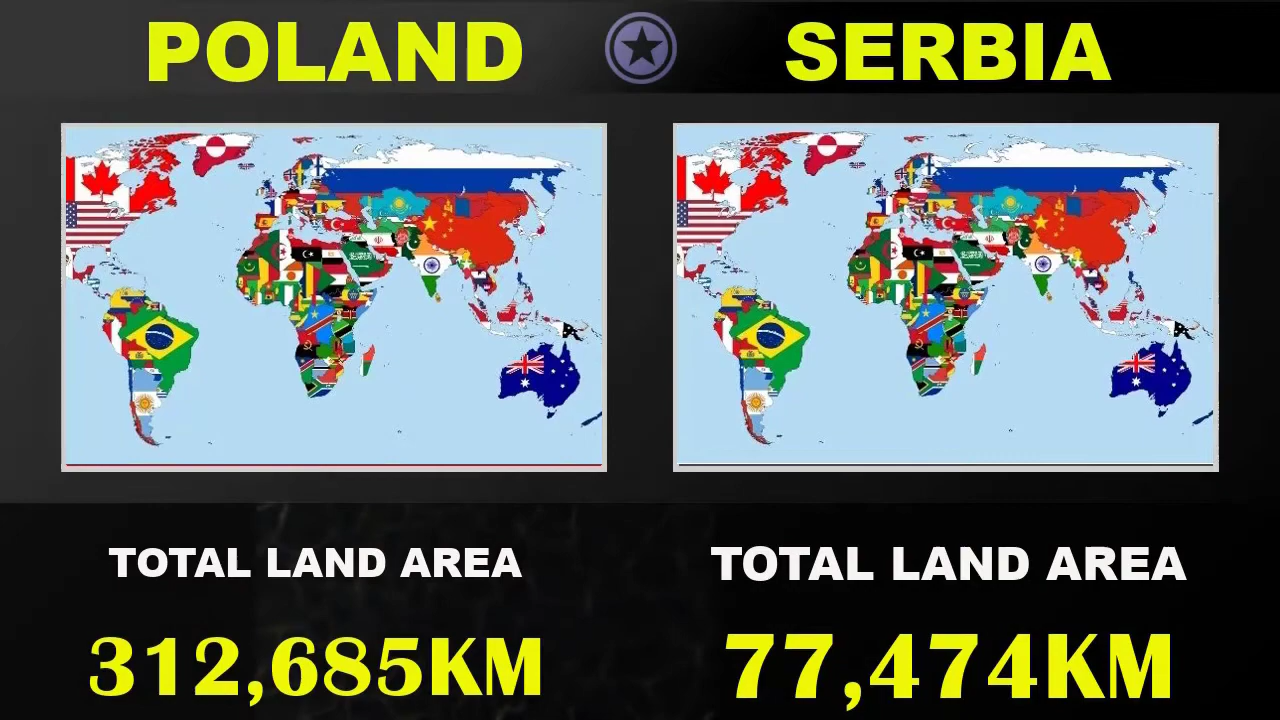 POLAND
SERBIA
TOTAL LAND AREA
TOTAL LAND AREA
312,685KM
77,474KM